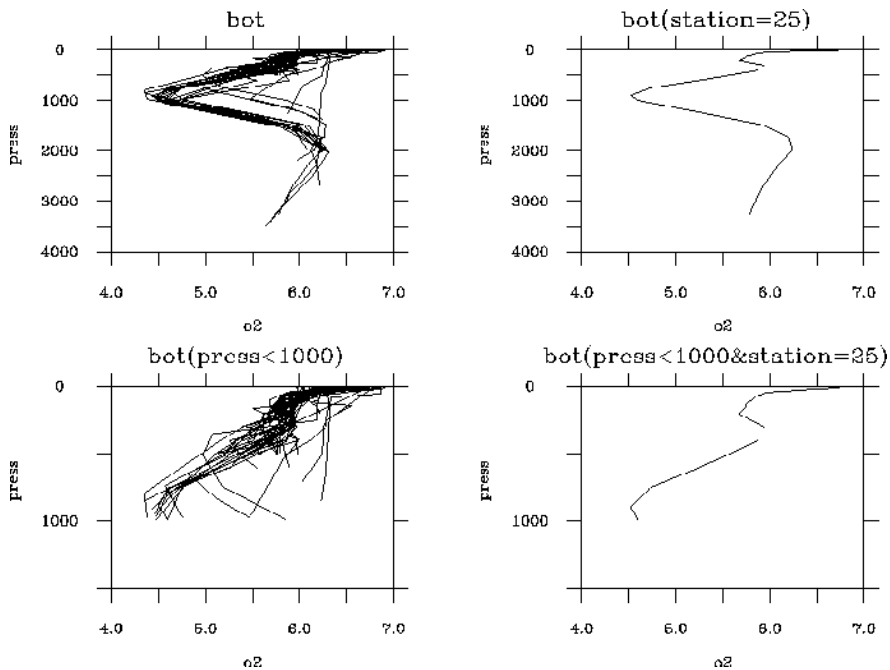 bot
0
1000
2000
3000
4000
press
4.0 5.0 6.0 7.0
o2
bot(station=25)
0
1000
2000
3000
4000
press
4.0 5.0 6.0 7.0
o2
bot(press<1000)
0
1000
press
4.0 5.0 6.0 7.0
o2
bot(press<1000&station=25)
0
1000
press
4.0 5.0 6.0 7.0
o2